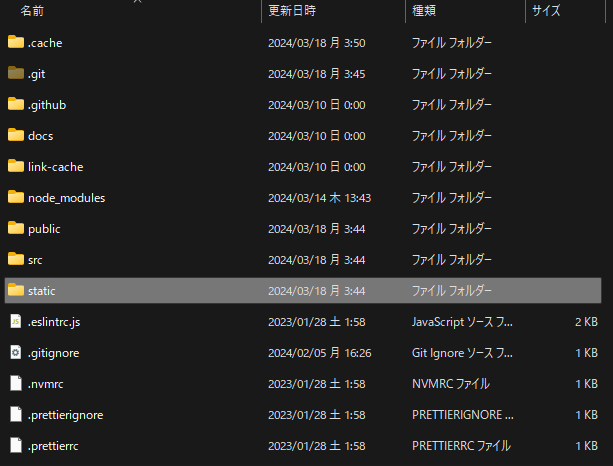 名前 更新日時 種類 サイズ
.cache 2024/03/18 月 3:50 ファイル フォルダー
.git 2024/03/18 月 3:45 ファイル フォルダー
.github 2024/03/10 日 0:00 ファイル フォルダー
docs 2024/03/10 日 0:00 ファイル フォルダー
link-cache 2024/03/10 日 0:00 ファイル フォルダー
node_modules 2024/03/14 木 13:43 ファイル フォルダー
public 2024/03/18 月 3:44 ファイル フォルダー
src 2024/03/18 月 3:44 ファイル フォルダー
static 2024/03/18 月 3:44 ファイル フォルダー
JS .eslintrc.js 2023/01/28 土 1:58 JavaScript ソース フ... 2 KB
.gitignore 2024/02/05 月 16:26 Git Ignore ソース フ... 1 KB
.nvmrc 2023/01/28 土 1:58 NVMRC ファイル 1 KB
.prettierignore 2023/01/28 土 1:58 PRETTIERIGNORE ... 1 KB
.prettierrc 2023/01/28 土 1:58 PRETTIERRC ファイル 1 KB